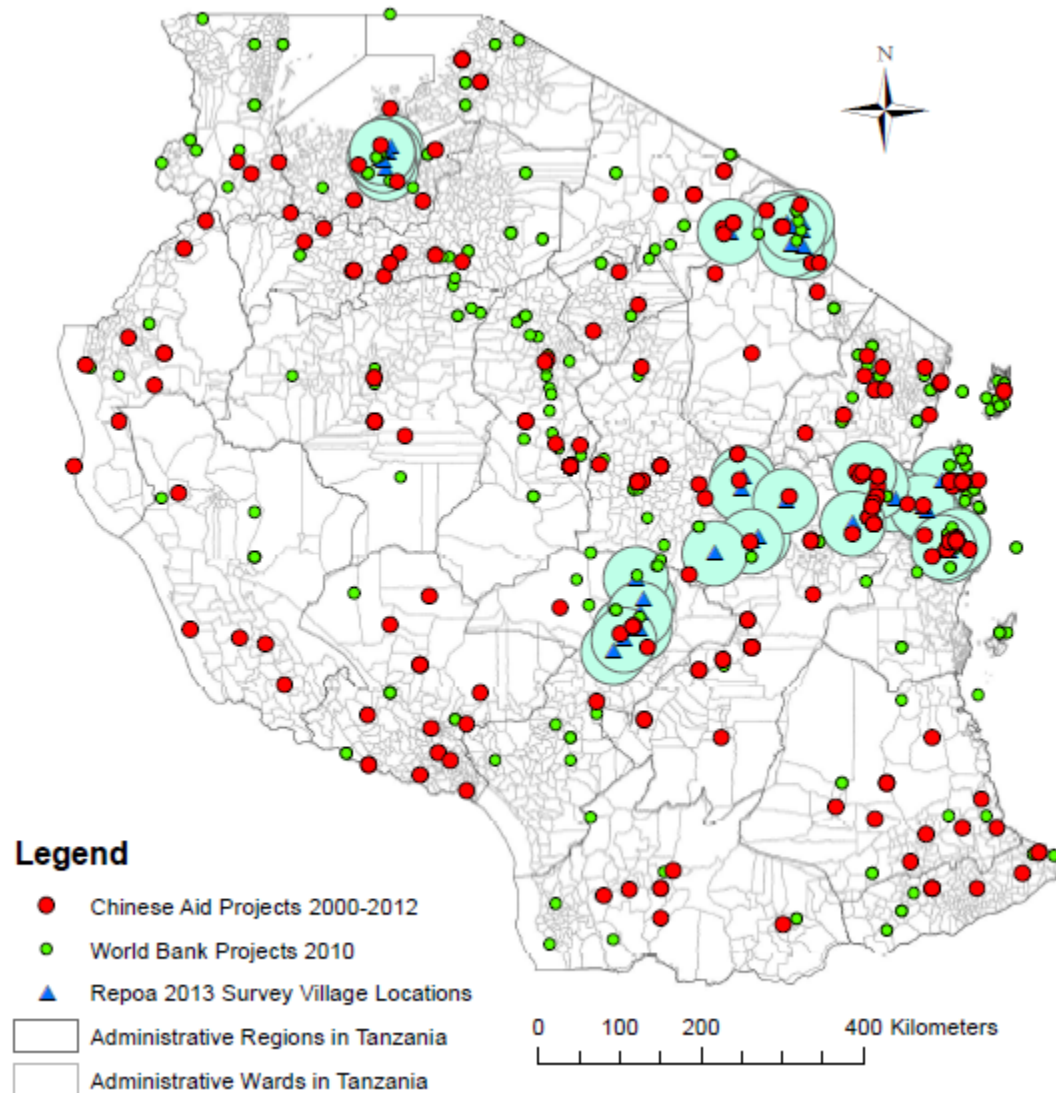 N
Legend
Chinese Aid Projects 2000-2012
World Bank Projects 2010
Repoa 2013 Survey Village Locations
Administrative Regions in Tanzania
Administrative Wards in Tanzania
0 100 200 400 Kilometers